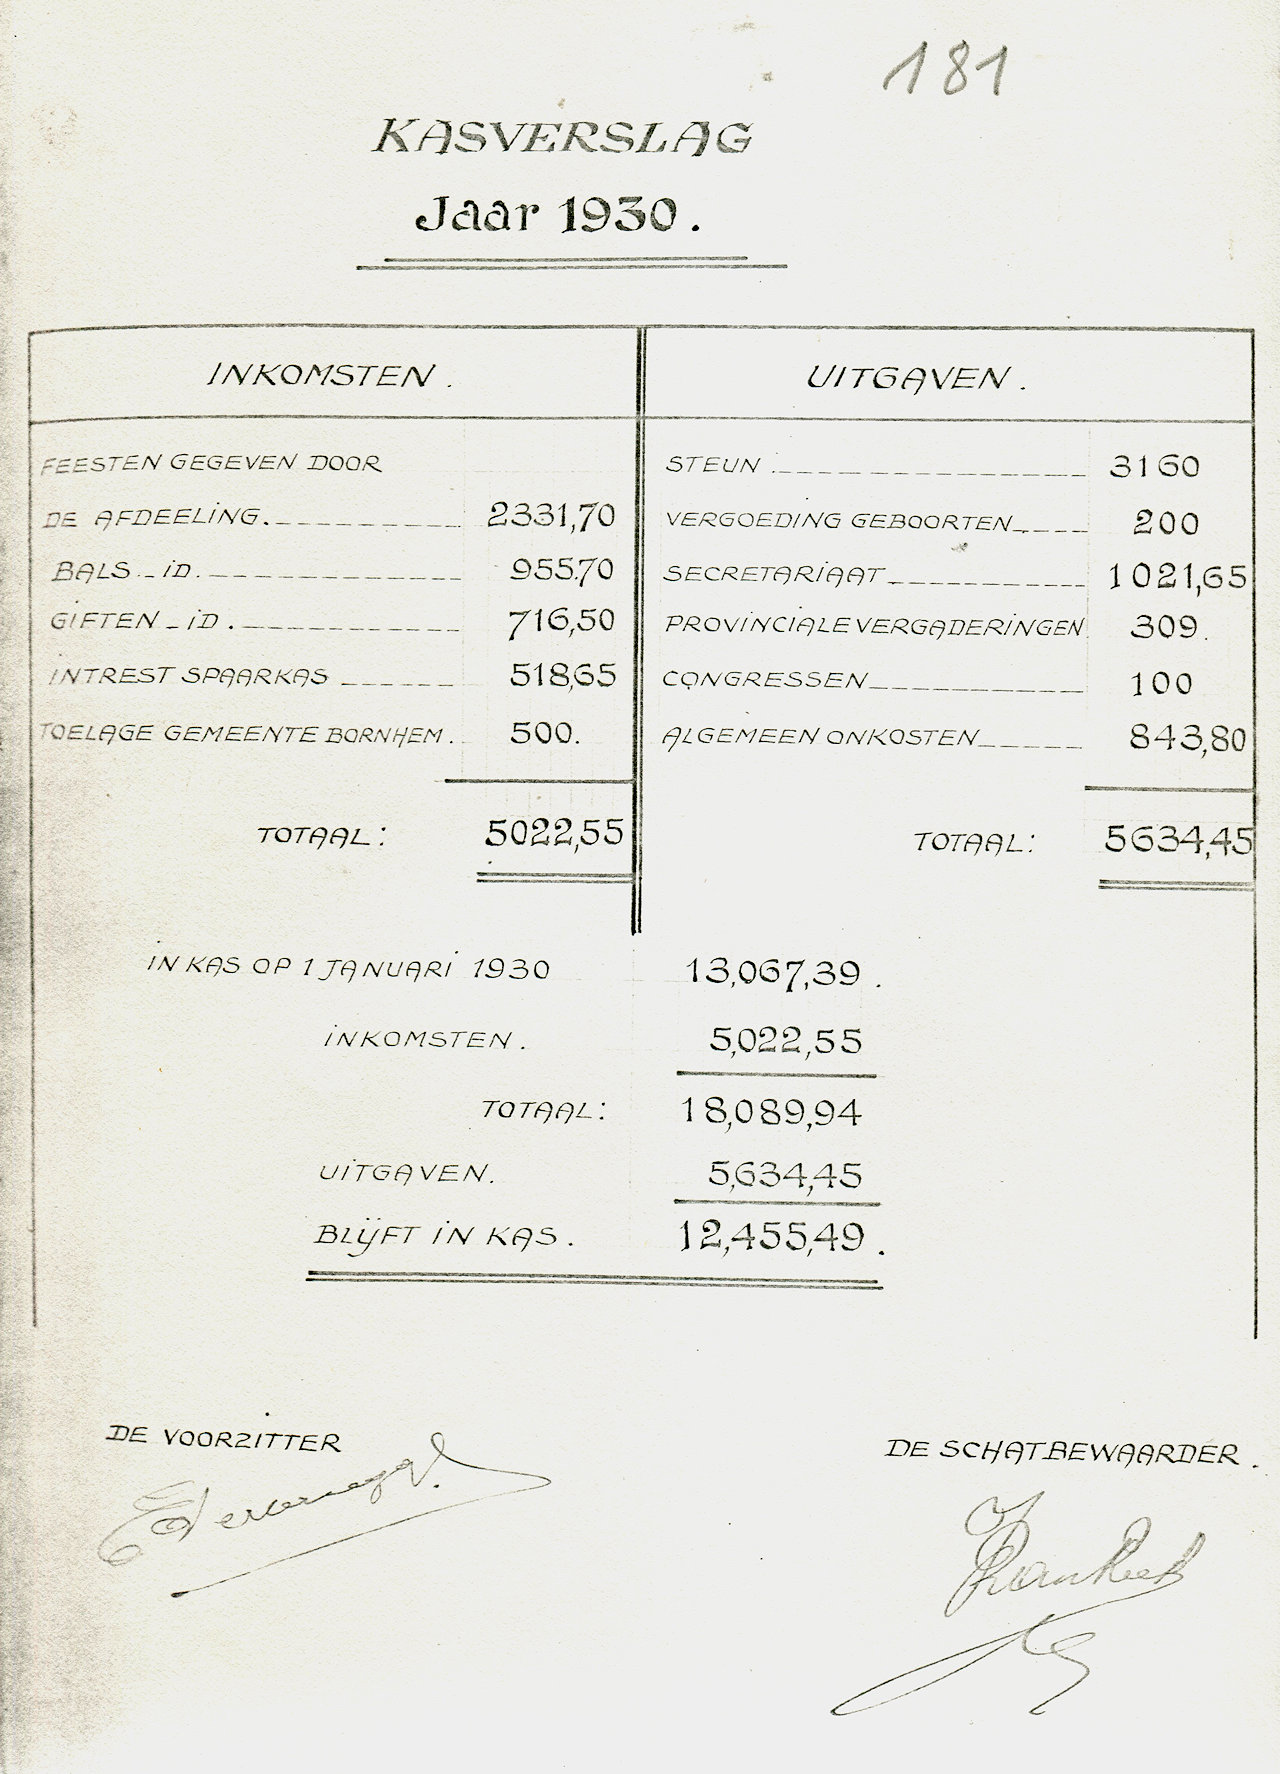 181
KASVERSLAG
Jaar 1930.
INKOMSTEN. UITGAVEN.
FEESTEN GEGEVEN DOOR
DE AFDEELING. 2331,70
BALS - iD. 955.70
GIFTEN - iD. 716,50
INTREST SPAARKAS 518,65
TOELAGE GEMEENTE BORNHEM. 500.
TOTAAL: 5022,55
STEUN 3160
VERGOEDING GEBOORTEN 200
SECRETARIAAT 1021,65
PROVINCIALE VERGADERINGEN 309.
CONGRESSEN 100
ALGEMEEN ONKOSTEN 843,80
TOTAAL: 5634,45
IN KAS OP 1 JANUARI 1930 13,067,39.
INKOMSTEN. 5,022,55
TOTAAL: 18,089,94
UITGAVEN. 5,634,45
BLIJFT IN KAS. 12,455,49.
DE VOORZITTER
DE SCHATBEWAARDER.